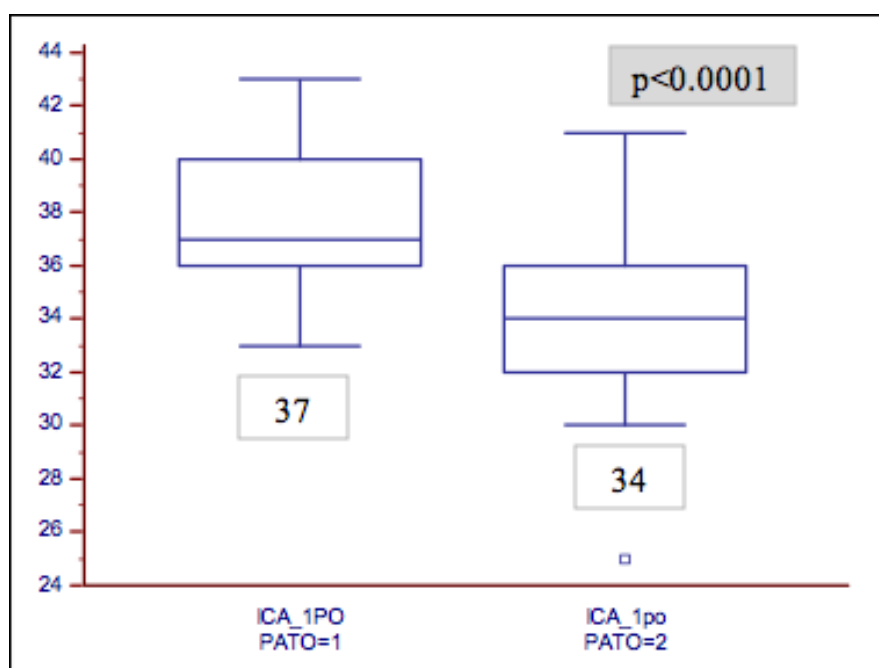 44
42
40
38
36
34
32
30
28
26
24
p<0.0001
37
34
ICA_1PO
PATO=1
ICA_1po
PATO=2